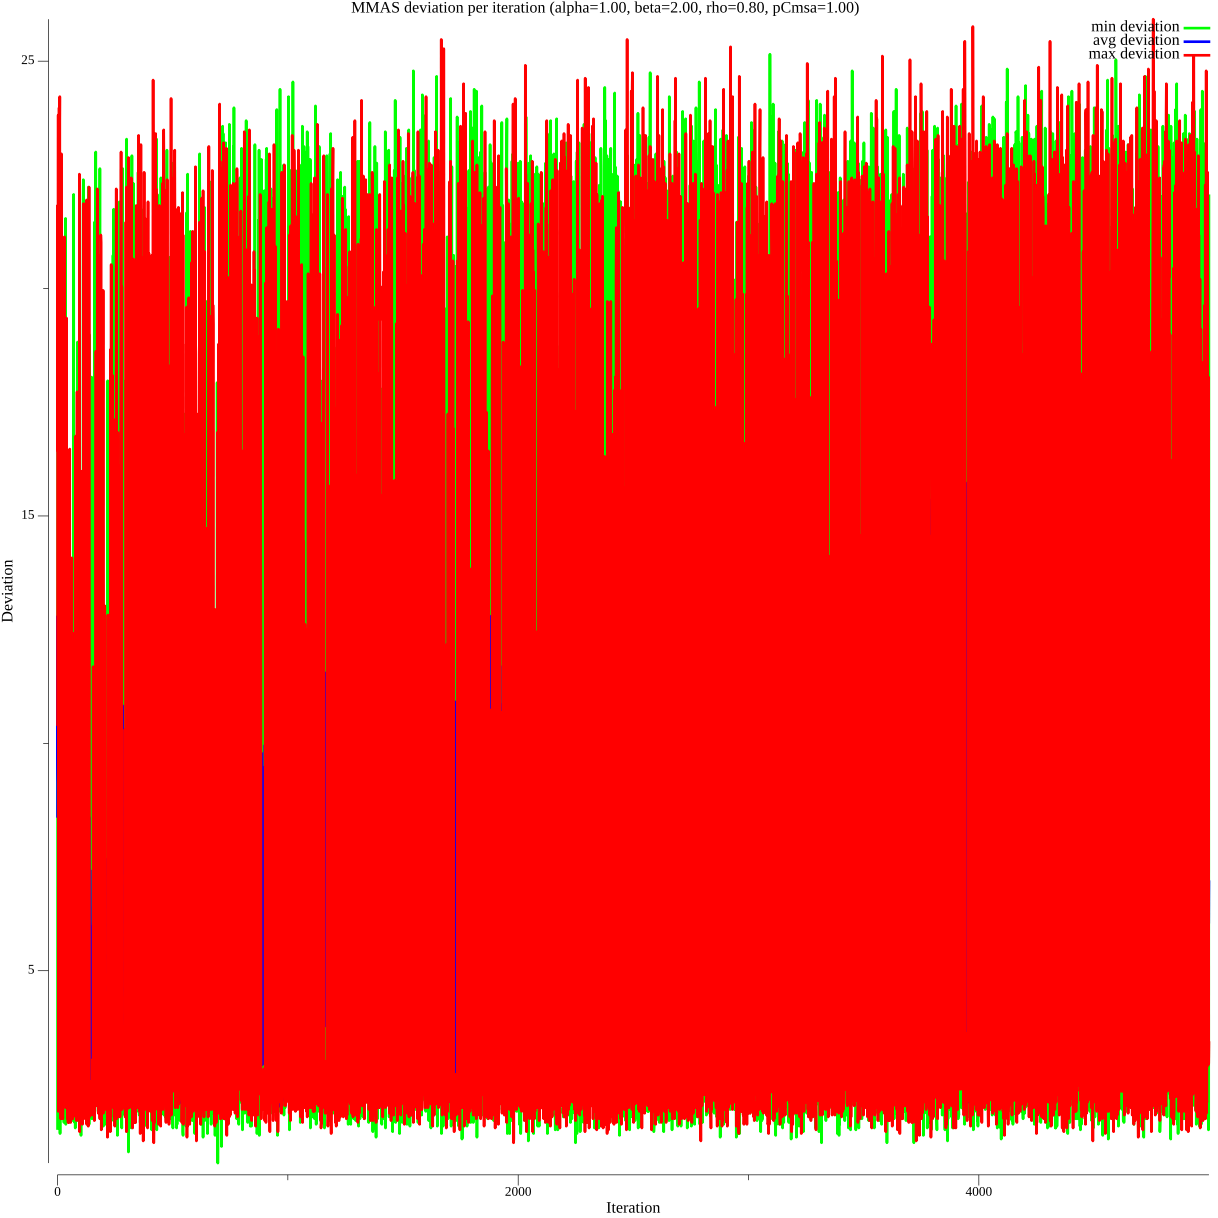 MMAS deviation per iteration (alpha=1.00, beta=2.00, rho=0.80, pCmsa=1.00)
min deviation
avg deviation
max deviation
25
15
5
Deviation
0
2000
4000
Iteration